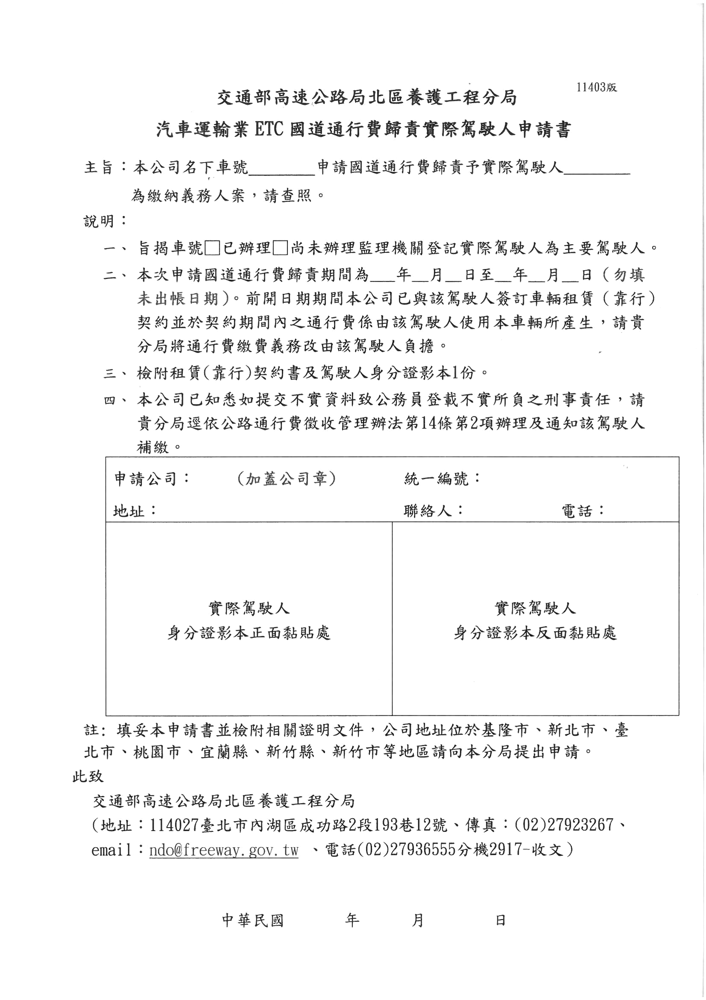 11403版
交通部高速公路局北區養護工程分局
汽車運輸業ETC國道通行費歸責實際駕駛人申請書
主旨：本公司名下車號________申請國道通行費歸責予實際駕駛人________
為繳納義務人案，請查照。
說明：
一、旨揭車號□已辦理□尚未辦理監理機關登記實際駕駛人為主要駕駛人。
二、本次申請國道通行費歸責期間為___年__月__日至__年__月__日（勿填
未出帳日期）。前開日期期間本公司已與該駕駛人簽訂車輛租賃（靠行）
契約並於契約期間內之通行費係由該駕駛人使用本車輛所產生，請貴
分局將通行費繳費義務改由該駕駛人負擔。
三、檢附租賃(靠行)契約書及駕駛人身分證影本1份。
四、本公司已知悉如提交不實資料致公務員登載不實所負之刑事責任，請
貴分局逕依公路通行費徵收管理辦法第14條第2項辦理及通知該駕駛人
補繳。
申請公司：　（加蓋公司章）　統一編號：
地址：　聯絡人：　電話：
實際駕駛人
身分證影本正面黏貼處
實際駕駛人
身分證影本反面黏貼處
註: 填妥本申請書並檢附相關證明文件，公司地址位於基隆市、新北市、臺
北市、桃園市、宜蘭縣、新竹縣、新竹市等地區請向本分局提出申請。
此致
交通部高速公路局北區養護工程分局
(地址：114027臺北市內湖區成功路2段193巷12號、傳真：(02)27923267、
email：ndo@freeway.gov.tw 、電話(02)27936555分機2917-收文)
中華民國　年　月　日